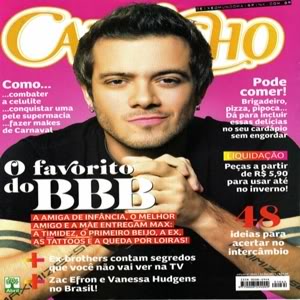 CAPRICHO
Como...
...combater
a celulite
...conquistar uma
pele supermacia
...fazer makes
de Carnaval
Pode
comer!
Brigadeiro,
pizza, pipoca...
Dá para incluir
essas delícias
no seu cardápio
sem engordar
O favorito
do BBB
A AMIGA DE INFÂNCIA, O MELHOR
AMIGO E A MÃE ENTREGAM MAX:
A TIMIDEZ, O PRIMEIRO BEIJO, A EX,
AS TATTOOS E A QUEDA POR LOIRAS!
LIQUIDAÇÃO
Peças a partir
de R$ 5,90
para usar até
no inverno!
48
ideias para
acertar no
intercâmbio
+ Ex-brothers contam segredos
que você não vai ver na TV
+ Zac Efron e Vanessa Hudgens
no Brasil!
Abril